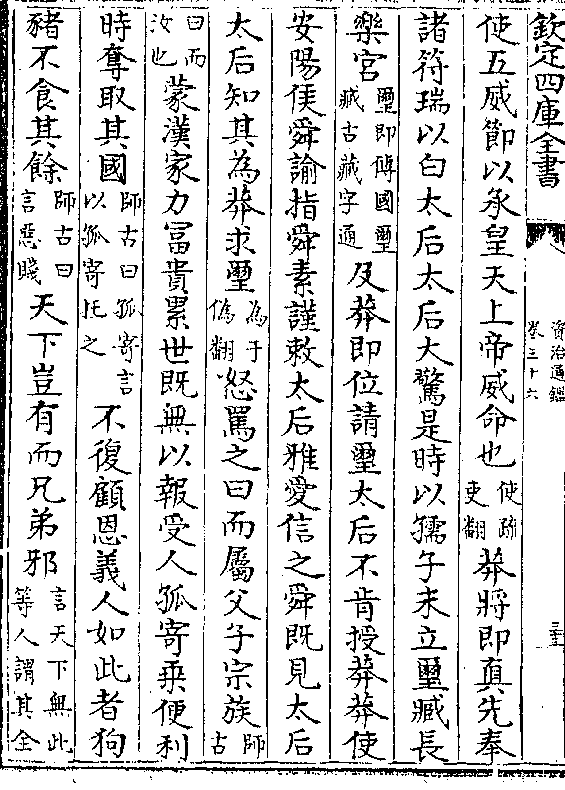 欽定四庫全書
資治通鑑
卷三十六
使五威節以承皇天上帝威命也使疏吏翻莽將即真先奉
諸符瑞以白太后太后大驚是時以孺子未立璽臧長
樂宮璽即傳國璽臧古藏字通及莽即位請璽太后不肯授莽莽使
安陽侯舜諭指舜素謹敕太后雅愛信之舜既見太后
太后知其為莽求璽為于偽翻怒罵之曰而屬父子宗族師古
曰而汝也蒙漢家力富貴累世既無以報受人孤寄乗便利
時奪取其國師古曰孤寄言以孤寄托之不復顧恩義人如此者狗
豬不食其餘師古曰言惡賤天下豈有而兄弟邪言天下無此等人謂其全